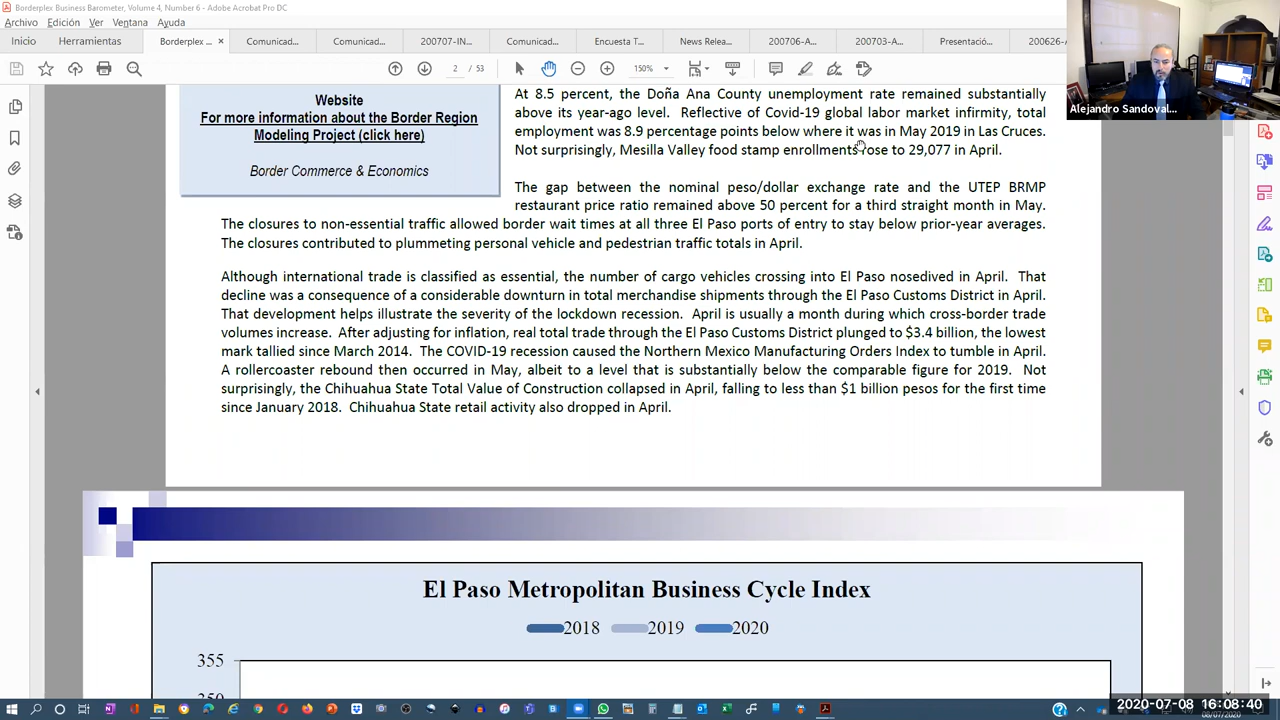 Borderplex Business Barometer, Volume 4, Number 6 - Adobe Acrobat Pro DC
Archivo Edición Ver Ventana Ayuda
Inicio Herramientas Borderplex ... × Comunicad... Comunicad... 200707-IN... Comunicad... Encuesta T... News Relea... 200706-A... 200703-A... Presentació... 200626-
2 / 53 150%
Alejandro Sandoval...
Website
For more information about the Border Region
Modeling Project (click here)
Border Commerce & Economics
At 8.5 percent, the Doña Ana County unemployment rate remained substantially
above its year-ago level. Reflective of Covid-19 global labor market infirmity, total
employment was 8.9 percentage points below where it was in May 2019 in Las Cruces.
Not surprisingly, Mesilla Valley food stamp enrollments rose to 29,077 in April.
The gap between the nominal peso/dollar exchange rate and the UTEP BRMP
restaurant price ratio remained above 50 percent for a third straight month in May.
The closures to non-essential traffic allowed border wait times at all three El Paso ports of entry to stay below prior-year averages.
The closures contributed to plummeting personal vehicle and pedestrian traffic totals in April.
Although international trade is classified as essential, the number of cargo vehicles crossing into El Paso nosedived in April. That
decline was a consequence of a considerable downturn in total merchandise shipments through the El Paso Customs District in April.
That development helps illustrate the severity of the lockdown recession. April is usually a month during which cross-border trade
volumes increase. After adjusting for inflation, real total trade through the El Paso Customs District plunged to $3.4 billion, the lowest
mark tallied since March 2014. The COVID-19 recession caused the Northern Mexico Manufacturing Orders Index to tumble in April.
A rollercoaster rebound then occurred in May, albeit to a level that is substantially below the comparable figure for 2019. Not
surprisingly, the Chihuahua State Total Value of Construction collapsed in April, falling to less than $1 billion pesos for the first time
since January 2018. Chihuahua State retail activity also dropped in April.
El Paso Metropolitan Business Cycle Index
2018 2019 2020
355
2020-07-08 16:08:40